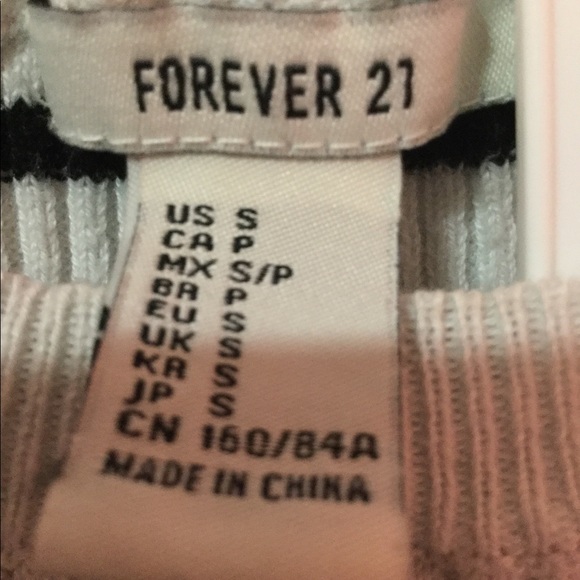 FOREVER 21
US S
CA P
MX S/P
BR P
EU S
UK S
KR S
JP S
CN 160/84A
MADE IN CHINA